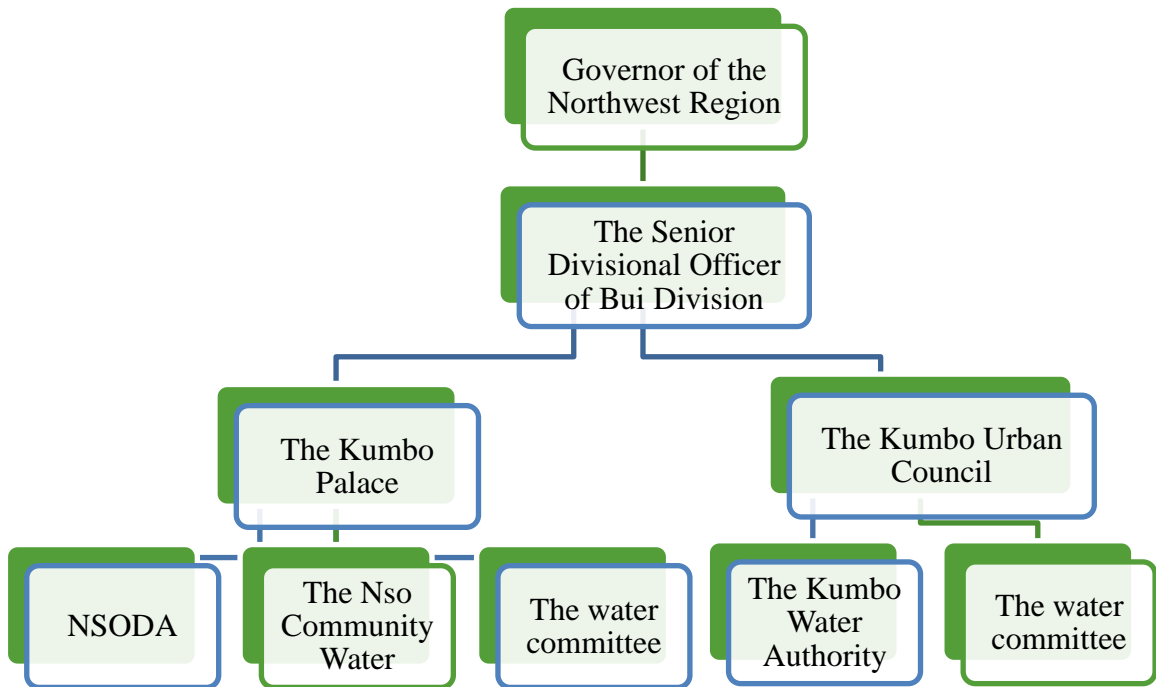 Governor of the
Northwest Region
The Senior
Divisional Officer
of Bui Division
The Kumbo
Palace
The Kumbo Urban
Council
NSODA
The Nso
Community
Water
The water
committee
The Kumbo
Water
Authority
The water
committee